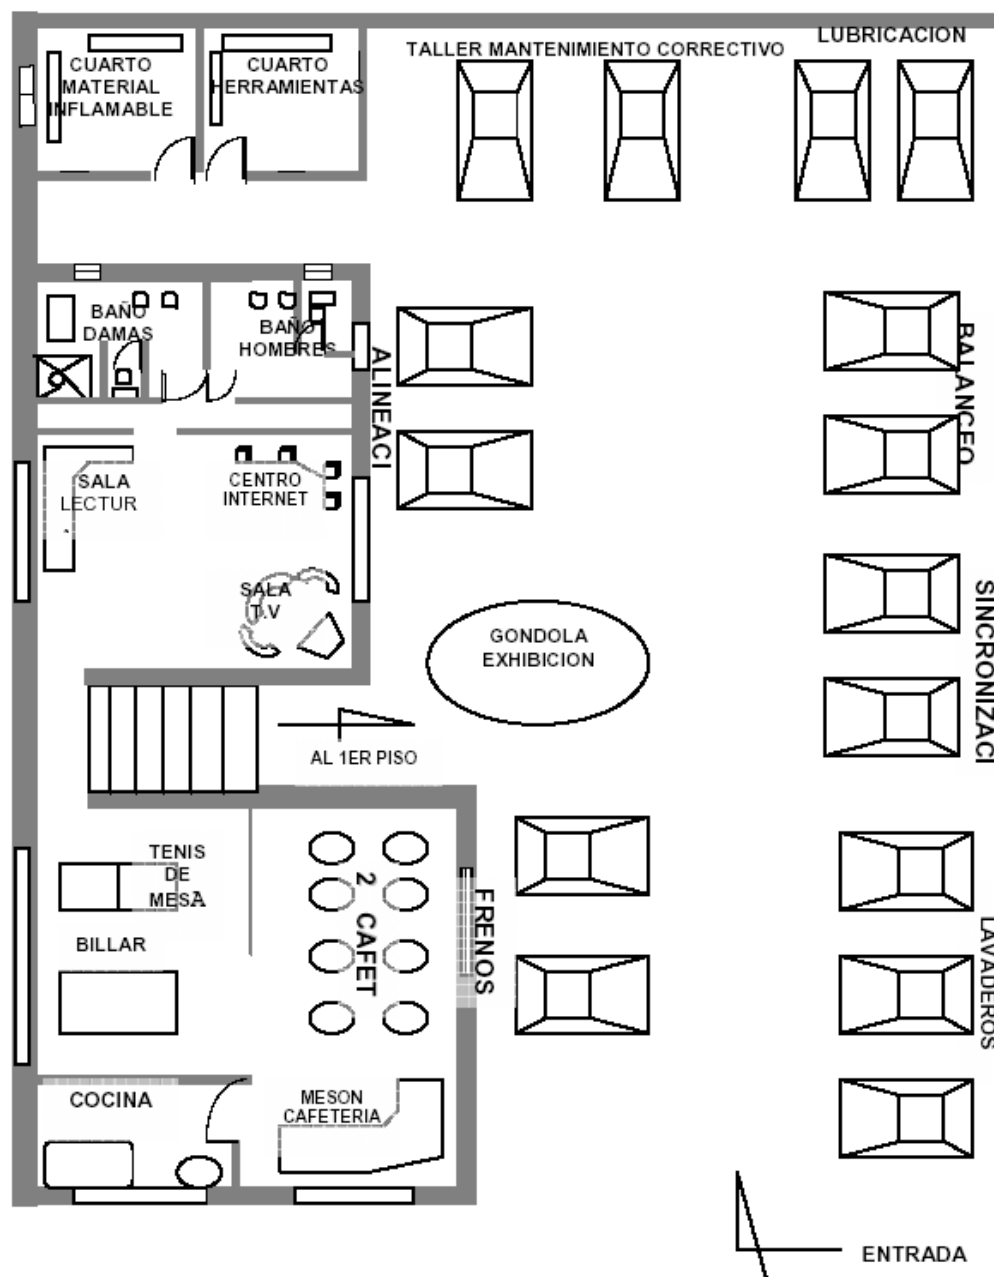 LUBRICACION
TALLER MANTENIMIENTO CORRECTIVO
CUARTO
MATERIAL
INFLAMABLE
CUARTO
HERRAMIENTAS
BAÑO
DAMAS
BAÑO
HOMBRES
ALINEACI
BALANCEO
SALA
LECTUR
CENTRO
INTERNET
SALA
T.V
GONDOLA
EXHIBICION
SINCRONIZACI
AL 1ER PISO
TENIS
DE
MESA
BILLAR
2 CAFET
FRENOS
LAVADEROS
COCINA
MESON
CAFETERIA
ENTRADA